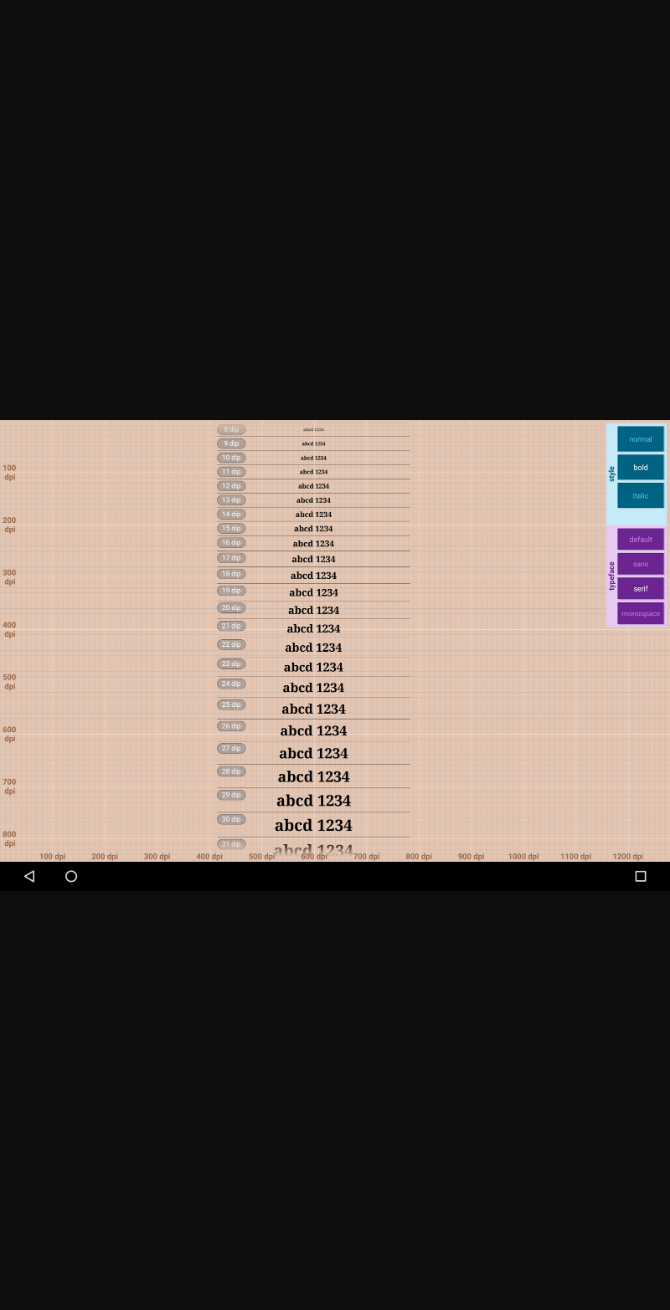 8 dip abcd 1234
9 dip abcd 1234
10 dip abcd 1234
11 dip abcd 1234
12 dip abcd 1234
13 dip abcd 1234
14 dip abcd 1234
15 dip abcd 1234
16 dip abcd 1234
17 dip abcd 1234
18 dip abcd 1234
19 dip abcd 1234
20 dip abcd 1234
21 dip abcd 1234
22 dip abcd 1234
23 dip abcd 1234
24 dip abcd 1234
25 dip abcd 1234
26 dip abcd 1234
27 dip abcd 1234
28 dip abcd 1234
29 dip abcd 1234
30 dip abcd 1234
31 dip abcd 1234
100 dpi
200 dpi
300 dpi
400 dpi
500 dpi
600 dpi
700 dpi
800 dpi
100 dpi 200 dpi 300 dpi 400 dpi 500 dpi 600 dpi 700 dpi 800 dpi 900 dpi 1000 dpi 1100 dpi 1200 dpi
style
normal
bold
italic
typeface
default
sans
serif
monospace